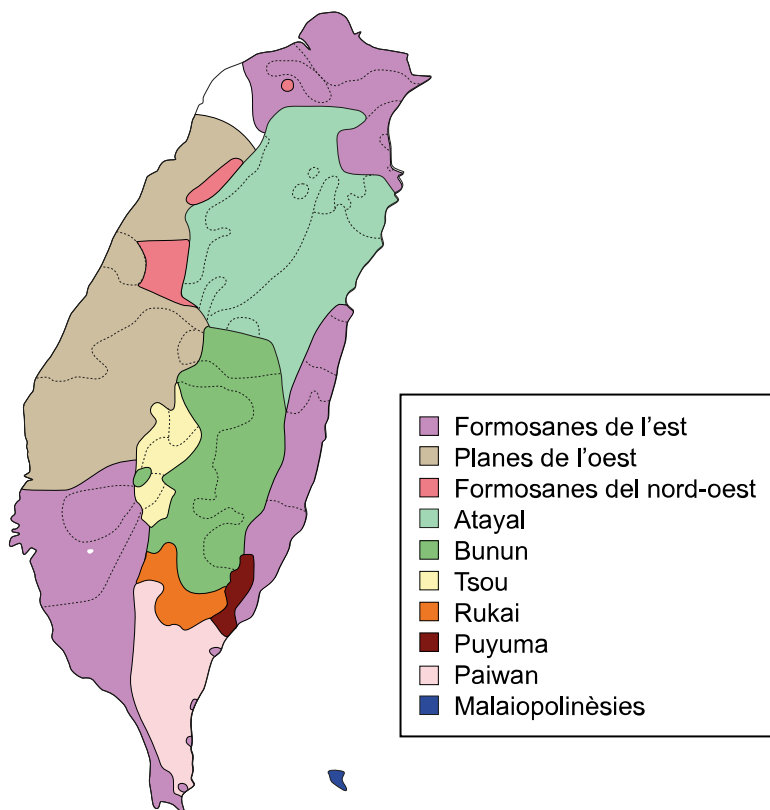 Formosanes de l'est
Planes de l'oest
Formosanes del nord-oest
Atayal
Bunun
Tsou
Rukai
Puyuma
Paiwan
Malaiopolinèsies